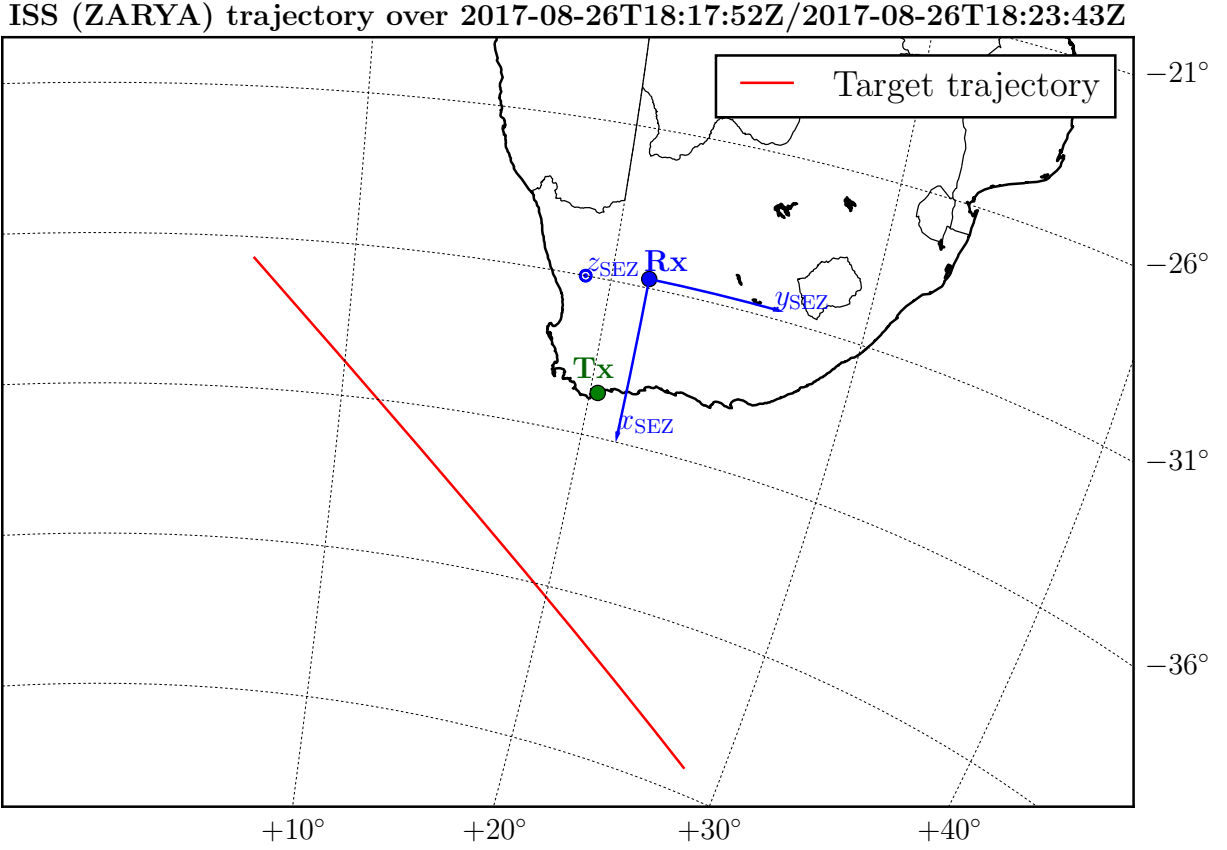 ISS (ZARYA) trajectory over 2017-08-26T18:17:52Z/2017-08-26T18:23:43Z
Target trajectory
−21°
−26°
−31°
−36°
zSEZ
Rx
ySEZ
Tx
xSEZ
+10°
+20°
+30°
+40°